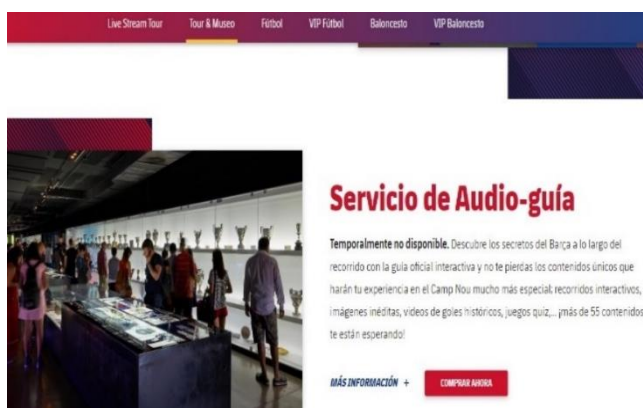 Live Stream Tour Tour & Museo Fútbol VIP Fútbol Baloncesto VIP Baloncesto
Servicio de Audio-guía
Temporalmente no disponible. Descubre los secretos del Barça a lo largo del
recorrido con la guía oficial interactiva y no te pierdas los contenidos únicos que
harán tu experiencia en el Camp Nou mucho más especial: recorridos interactivos,
imágenes inéditas, videos de goles históricos, juegos quiz,... ¡más de 55 contenidos
te están esperando!
MÁS INFORMACIÓN + COMPRAR AHORA